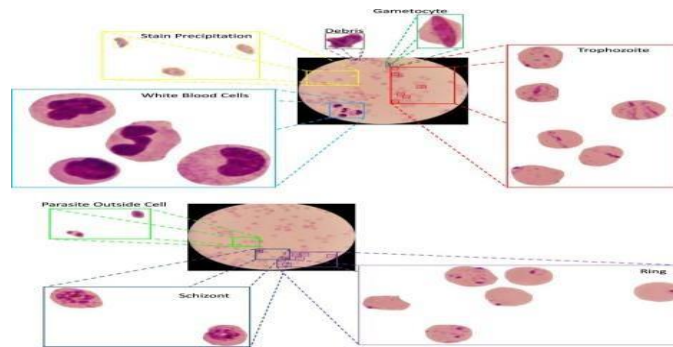 Gametocyte
Debris
Stain Precipitation
Trophozoite
White Blood Cells
Parasite Outside Cell
Ring
Schizont